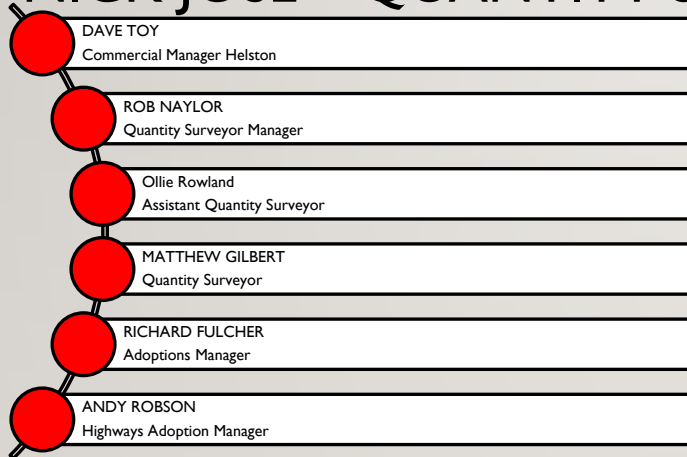 DAVE TOY
Commercial Manager Helston
ROB NAYLOR
Quantity Surveyor Manager
Ollie Rowland
Assistant Quantity Surveyor
MATTHEW GILBERT
Quantity Surveyor
RICHARD FULCHER
Adoptions Manager
ANDY ROBSON
Highways Adoption Manager